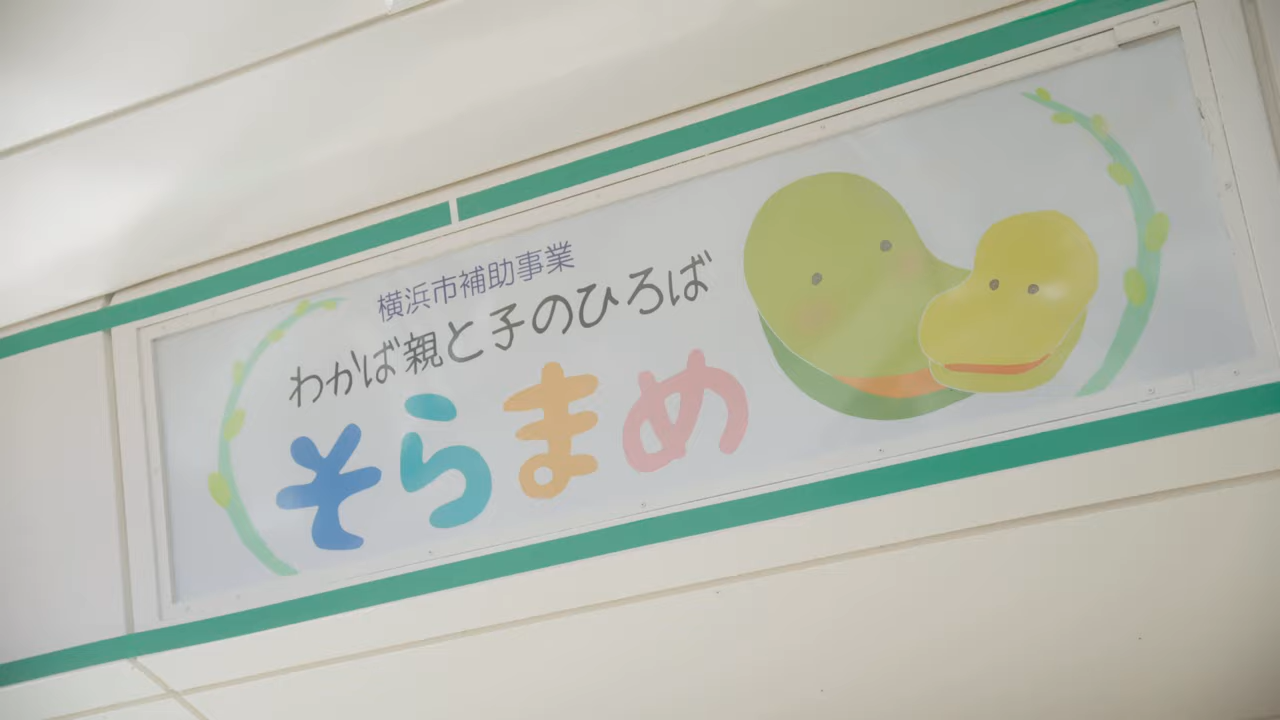 横浜市補助事業
わかば親と子のひろば
そらまめ